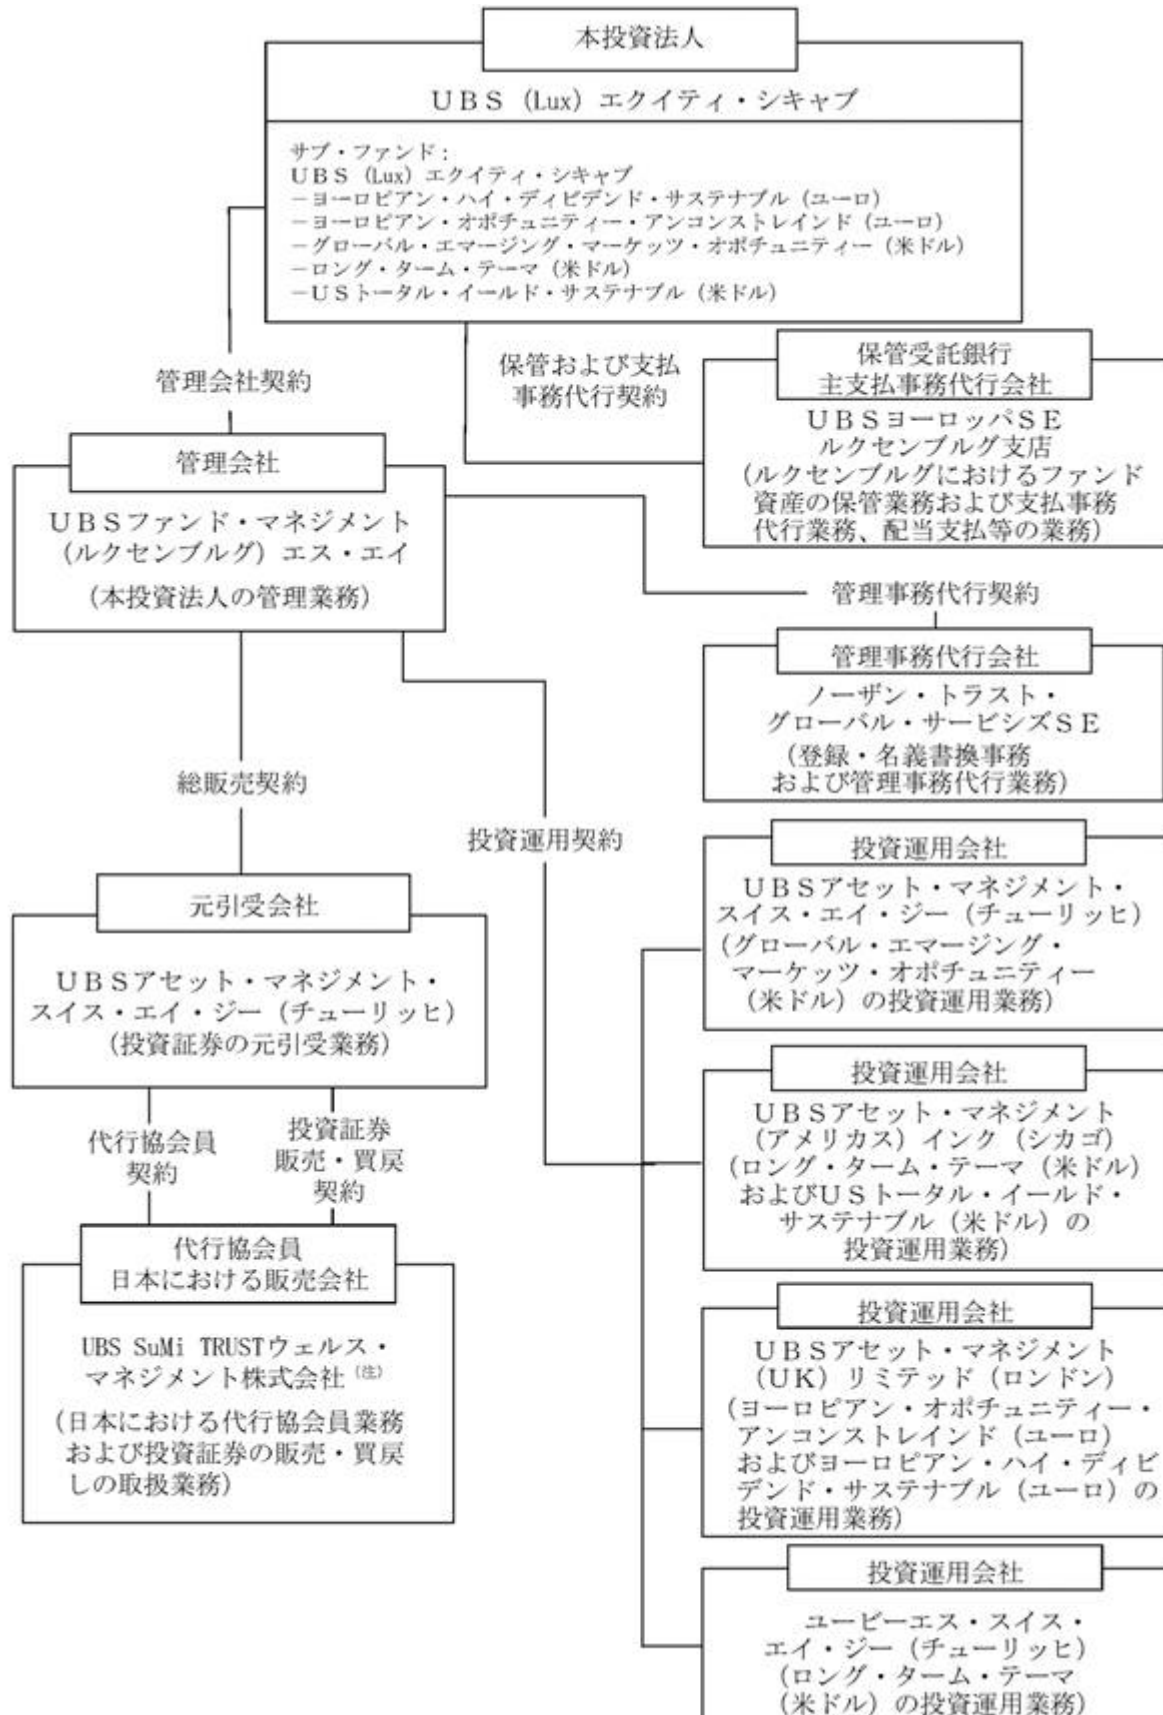 本投資法人
UBS (Lux) エクイティ・シキャブ
サブ・ファンド：
UBS (Lux) エクイティ・シキャブ
－ヨーロピアン・ハイ・ディビデンド・サステナブル（ユーロ）
－ヨーロピアン・オポチュニティー・アンコンストレインド（ユーロ）
－グローバル・エマージング・マーケッツ・オポチュニティー（米ドル）
－ロング・ターム・テーマ（米ドル）
－USトータル・イールド・サステナブル（米ドル）
管理会社契約
保管および支払
事務代行契約
保管受託銀行
主支払事務代行会社
UBSヨーロッパSE
ルクセンブルグ支店
（ルクセンブルグにおけるファンド
資産の保管業務および支払事務
代行業務、配当支払等の業務）
管理会社
UBSファンド・マネジメント
（ルクセンブルグ）エス・エイ
（本投資法人の管理業務）
管理事務代行契約
管理事務代行会社
ノーザン・トラスト・
グローバル・サービシズSE
（登録・名義書換事務
および管理事務代行業務）
総販売契約
投資運用契約
元引受会社
UBSアセット・マネジメント・
スイス・エイ・ジー（チューリッヒ）
（投資証券の元引受業務）
代行協会員
契約
投資証券
販売・買戻
契約
代行協会員
日本における販売会社
UBS SuMi TRUSTウェルス・
マネジメント株式会社（注）
（日本における代行協会員業務
および投資証券の販売・買戻
しの取扱業務）
投資運用会社
UBSアセット・マネジメント・
スイス・エイ・ジー（チューリッヒ）
（グローバル・エマージング・
マーケッツ・オポチュニティー
（米ドル）の投資運用業務）
投資運用会社
UBSアセット・マネジメント
（アメリカス）インク（シカゴ）
（ロング・ターム・テーマ（米ドル）
およびUSトータル・イールド・
サステナブル（米ドル）の
投資運用業務）
投資運用会社
UBSアセット・マネジメント
（UK）リミテッド（ロンドン）
（ヨーロピアン・オポチュニティー・
アンコンストレインド（ユーロ）
およびヨーロピアン・ハイ・ディビ
デンド・サステナブル（ユーロ）の
投資運用業務）
投資運用会社
ユービーエス・スイス・
エイ・ジー（チューリッヒ）
（ロング・ターム・テーマ
（米ドル）の投資運用業務）